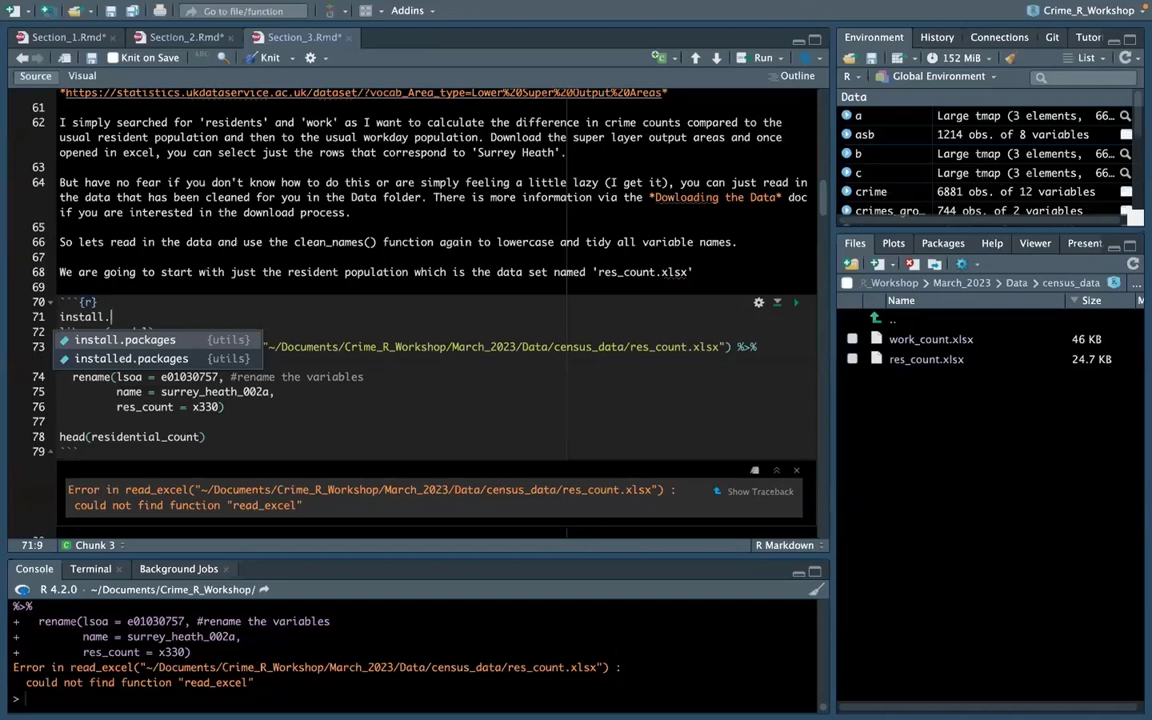 Go to file/function
Addins
Crime_R_Workshop
Section_1.Rmd*
Section_2.Rmd*
Section_3.Rmd*
Knit on Save
ABC
Knit
Run
Source
Visual
Outline
*https://statistics.ukdataservice.ac.uk/dataset/?vocab_Area_type=Lower%20Super%20Output%20Areas*
61
62 I simply searched for 'residents' and 'work' as I want to calculate the difference in crime counts compared to the
usual resident population and then to the usual workday population. Download the super layer output areas and once
opened in excel, you can select just the rows that correspond to 'Surrey Heath'.
63
64 But have no fear if you don't know how to do this or are simply feeling a little lazy (I get it), you can just read in
the data that has been cleaned for you in the Data folder. There is more information via the *Dowloading the Data* doc
if you are interested in the download process.
65
66 So lets read in the data and use the clean_names() function again to lowercase and tidy all variable names.
67
68 We are going to start with just the resident population which is the data set named 'res_count.xlsx'
69
70 ```{r}
71 install.
72
install.packages {utils}
73 "~/Documents/Crime_R_Workshop/March_2023/Data/census_data/res_count.xlsx") %>%
installed.packages {utils}
74 rename(lsoa = e01030757, #rename the variables
75 name = surrey_heath_002a,
76 res_count = x330)
77
78 head(residential_count)
79 ```
Error in read_excel("~/Documents/Crime_R_Workshop/March_2023/Data/census_data/res_count.xlsx") :
could not find function "read_excel"
Show Traceback
71:9
Chunk 3
R Markdown
Console
Terminal
Background Jobs
R 4.2.0 · ~/Documents/Crime_R_Workshop/
%>%
+ rename(lsoa = e01030757, #rename the variables
+ name = surrey_heath_002a,
+ res_count = x330)
Error in read_excel("~/Documents/Crime_R_Workshop/March_2023/Data/census_data/res_count.xlsx") :
could not find function "read_excel"
>
Environment
History
Connections
Git
Tutor
152 MiB
List
R
Global Environment
Data
a Large tmap (3 elements, 66…
asb 1214 obs. of 8 variables
b Large tmap (3 elements, 66…
c Large tmap (3 elements, 66…
crime 6881 obs. of 12 variables
crimes_gro… 744 obs. of 2 variables
Files
Plots
Packages
Help
Viewer
Present
R_Workshop > March_2023 > Data > census_data
...
Name
Size
M
..
work_count.xlsx 46 KB
res_count.xlsx 24.7 KB